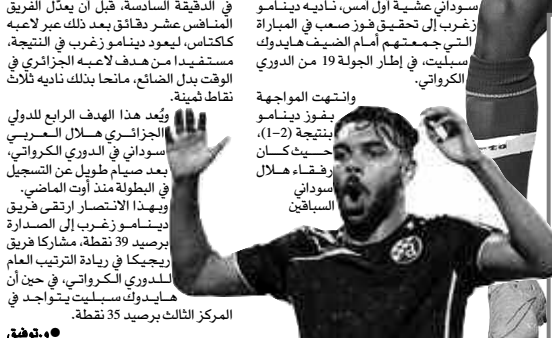 سوداني عشية أول أمس، ناديه دينامو
زغرب إلى تحقيق فوز صعب في المباراة
التي جمعتهم أمام الضيف هايدوك
سبليت، في إطار الجولة 19 من الدوري
الكرواتي.
وانتهت المواجهة
بفوز دينامو
بنتيجة (2-1)،
حيث كان
رفقاء هلال
سوداني
السباقين
في الدقيقة السادسة، قبل أن يعدّل الفريق
المنافس عشر دقائق بعد ذلك عبر لاعبه
كاكتاس، ليعود دينامو زغرب في النتيجة،
مستفيدا من هدف لاعبه الجزائري في
الوقت بدل الضائع، مانحا بذلك ناديه ثلاث
نقاط ثمينة.
ويُعد هذا الهدف الرابع للدولي
الجزائري هلال العربي
سوداني في الدوري الكرواتي،
بعد صيام طويل عن التسجيل
في البطولة منذ أوت الماضي.
وبهذا الانتصار ارتقى فريق
دينامو زغرب إلى الصدارة
برصيد 39 نقطة، مشاركا فريق
ريجيكا في ريادة الترتيب العام
للدوري الكرواتي، في حين أن
هايدوك سبليت يتواجد في
المركز الثالث برصيد 35 نقطة.
●و.توفيق